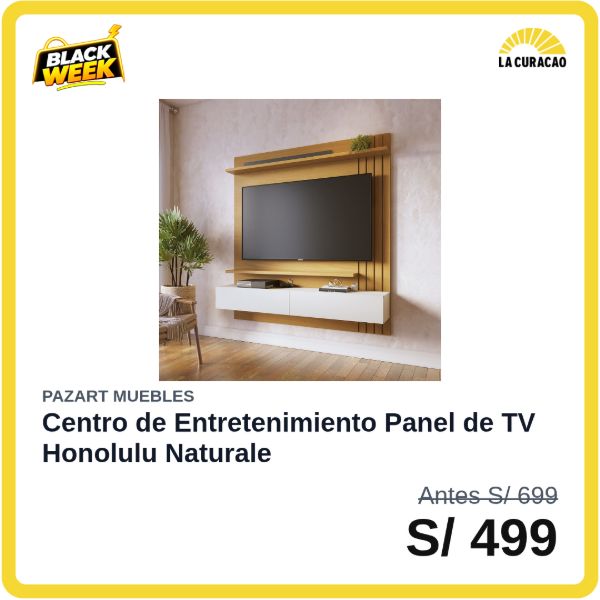 BLACK
WEEK
LA CURACAO
PAZART MUEBLES
Centro de Entretenimiento Panel de TV
Honolulu Naturale
Antes S/ 699
S/ 499